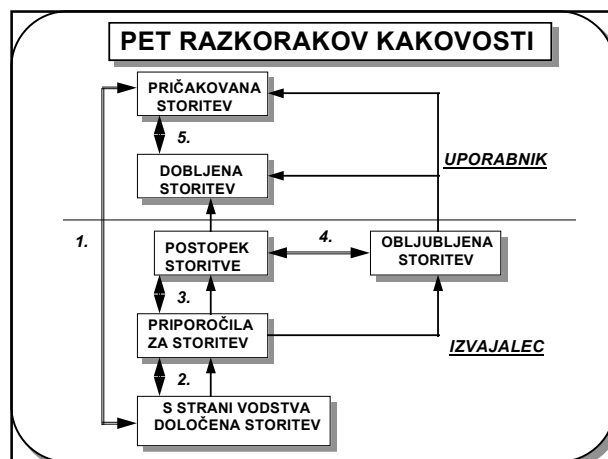 PET RAZKORAKOV KAKOVOSTI
PRIČAKOVANA
STORITEV
5.
UPORABNIK
DOBLJENA
STORITEV
1.
POSTOPEK
STORITVE
4.
OBLJUBLJENA
STORITEV
3.
PRIPOROČILA
ZA STORITEV
IZVAJALEC
2.
S STRANI VODSTVA
DOLOČENA STORITEV